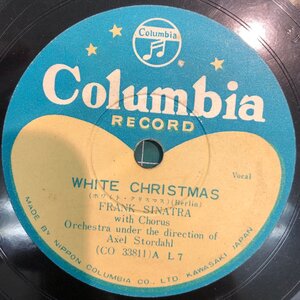 Columbia
Columbia
RECORD
WHITE CHRISTMAS
Vocal
(ホワイト・クリスマス) (Berlin)
FRANK SINATRA
with Chorus
Orchestra under the direction of
Axel Stordahl
(CO 33811) A L 7
MADE BY NIPPON COLUMBIA CO., LTD. KAWASAKI JAPAN